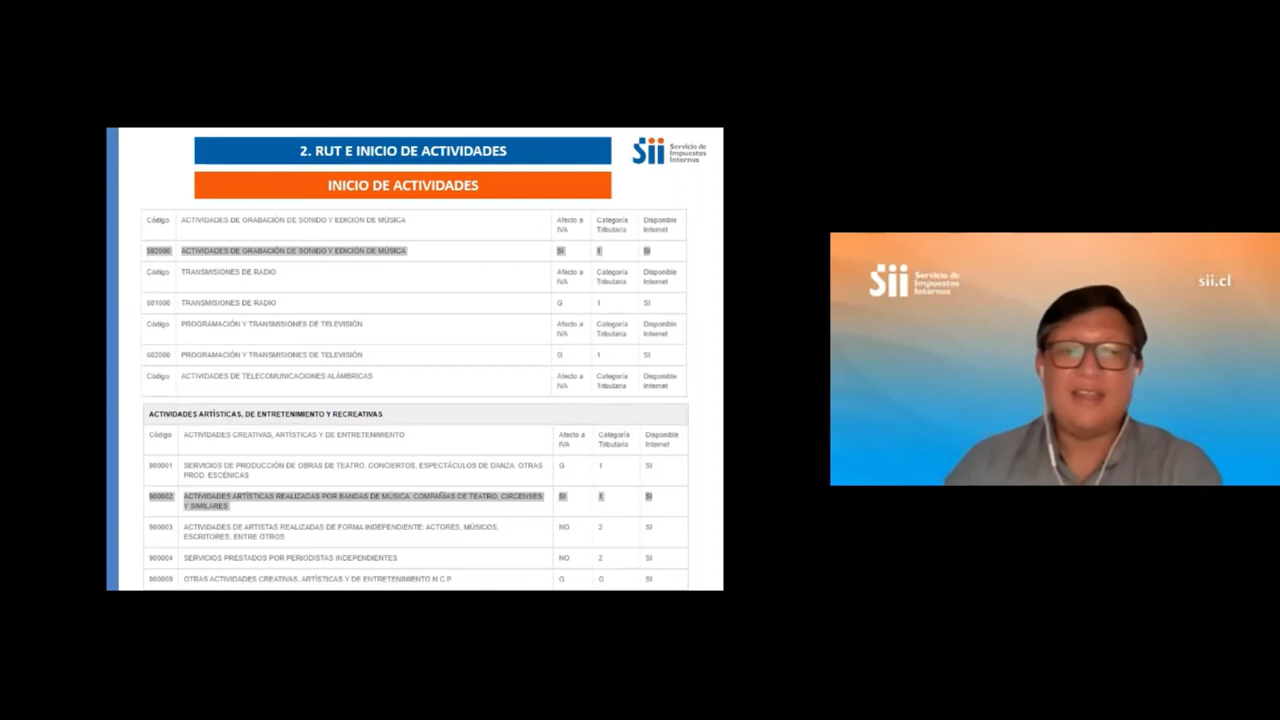 2. RUT E INICIO DE ACTIVIDADES
INICIO DE ACTIVIDADES
sii Servicio de Impuestos Internos
Código ACTIVIDADES DE GRABACIÓN DE SONIDO Y EDICIÓN DE MÚSICA Afecto a IVA Categoría Tributaria Disponible Internet
592000 ACTIVIDADES DE GRABACIÓN DE SONIDO Y EDICIÓN DE MÚSICA SI 1 SI
Código TRANSMISIONES DE RADIO Afecto a IVA Categoría Tributaria Disponible Internet
601000 TRANSMISIONES DE RADIO G 1 SI
Código PROGRAMACIÓN Y TRANSMISIONES DE TELEVISIÓN Afecto a IVA Categoría Tributaria Disponible Internet
602000 PROGRAMACIÓN Y TRANSMISIONES DE TELEVISIÓN G 1 SI
Código ACTIVIDADES DE TELECOMUNICACIONES ALÁMBRICAS Afecto a IVA Categoría Tributaria Disponible Internet
ACTIVIDADES ARTÍSTICAS, DE ENTRETENIMIENTO Y RECREATIVAS
Código ACTIVIDADES CREATIVAS, ARTÍSTICAS Y DE ENTRETENIMIENTO Afecto a IVA Categoría Tributaria Disponible Internet
900001 SERVICIOS DE PRODUCCIÓN DE OBRAS DE TEATRO, CONCIERTOS, ESPECTÁCULOS DE DANZA, OTRAS PROD. ESCÉNICAS G 1 SI
900002 ACTIVIDADES ARTÍSTICAS REALIZADAS POR BANDAS DE MÚSICA, COMPAÑÍAS DE TEATRO, CIRCENSES Y SIMILARES SI 1 SI
900003 ACTIVIDADES DE ARTISTAS REALIZADAS DE FORMA INDEPENDIENTE: ACTORES, MÚSICOS, ESCRITORES, ENTRE OTROS NO 2 SI
900004 SERVICIOS PRESTADOS POR PERIODISTAS INDEPENDIENTES NO 2 SI
900009 OTRAS ACTIVIDADES CREATIVAS, ARTÍSTICAS Y DE ENTRETENIMIENTO N.C.P. G G SI
sii Servicio de Impuestos Internos
sii.cl